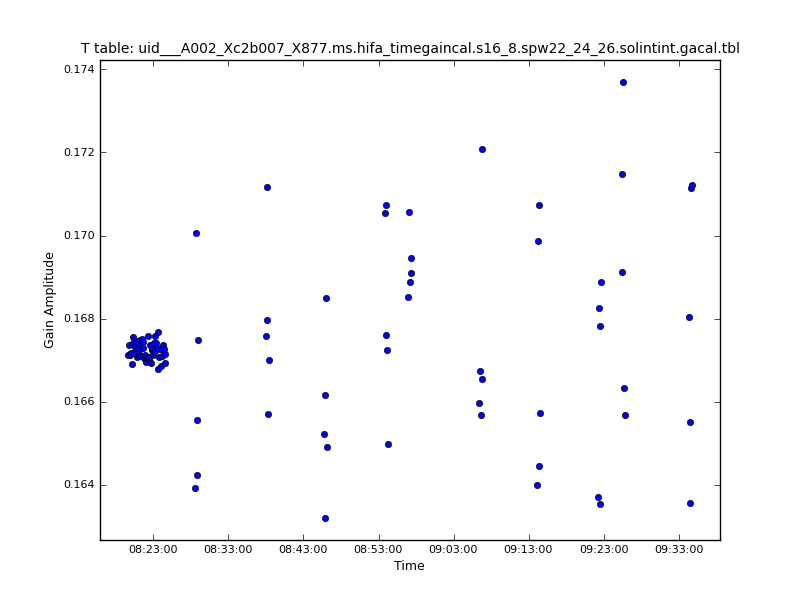 T table: uid___A002_Xc2b007_X877.ms.hifa_timegaincal.s16_8.spw22_24_26.solintint.gacal.tbl
0.174
0.172
0.170
0.168
0.166
0.164
Gain Amplitude
08:23:00 08:33:00 08:43:00 08:53:00 09:03:00 09:13:00 09:23:00 09:33:00
Time